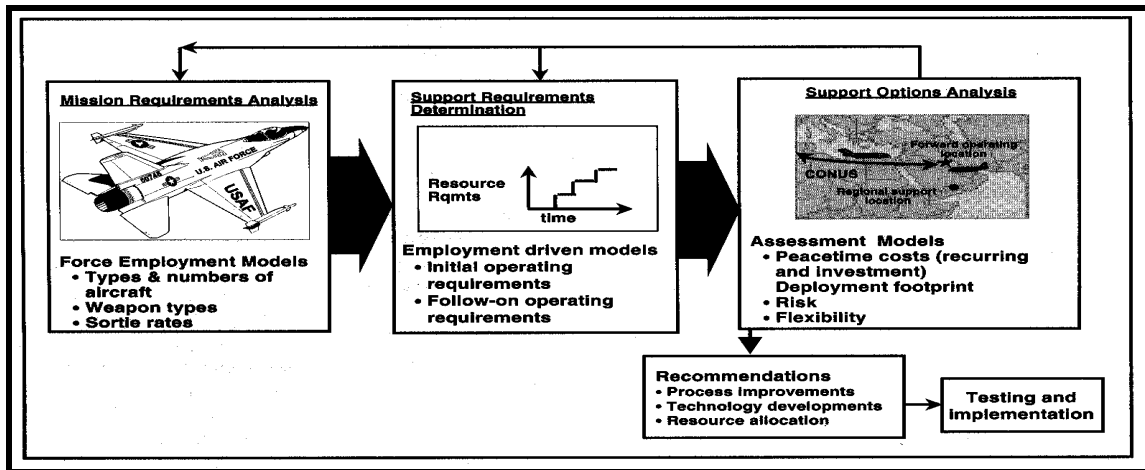 Mission Requirements Analysis
00748
U.S. AIR FORCE
USAF
Force Employment Models
• Types & numbers of
aircraft
• Weapon types
• Sortie rates
Support Requirements
Determination
Resource
Rqmts
time
Employment driven models
• Initial operating
requirements
• Follow-on operating
requirements
Support Options Analysis
Forward operating
location
CONUS
Regional support
location
Assessment Models
• Peacetime costs (recurring
and investment)
Deployment footprint
• Risk
• Flexibility
Recommendations
• Process improvements
• Technology developments
• Resource allocation
Testing and
implementation